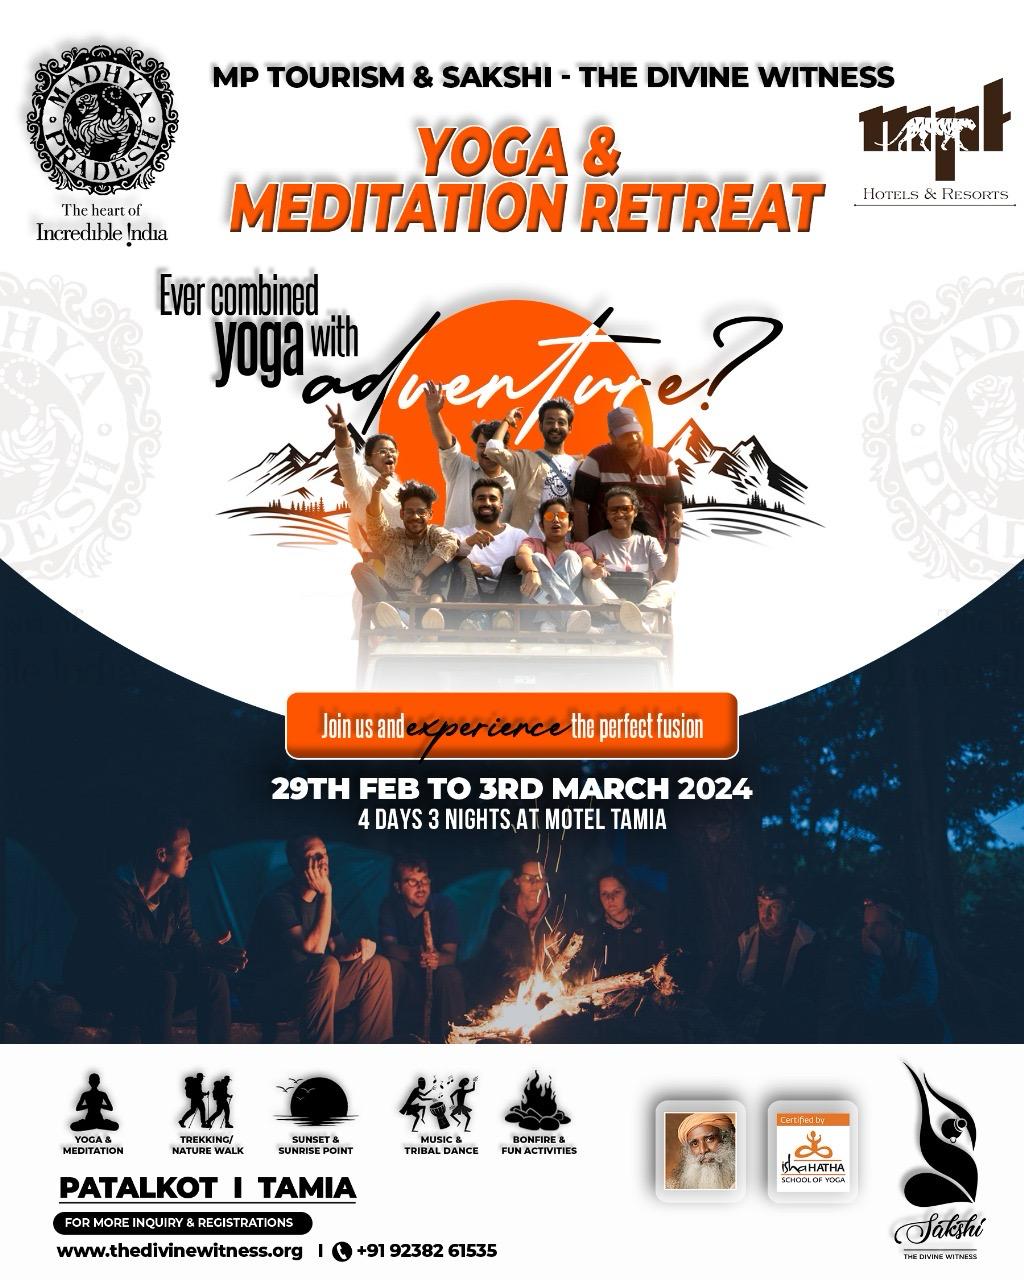 MP TOURISM & SAKSHI - THE DIVINE WITNESS
MADHYA
PRADESH
The heart of
Incredible !ndia
YOGA &
MEDITATION RETREAT
mpt
HOTELS & RESORTS
Ever combined
yoga with
adventure?
Join us and experience the perfect fusion
29TH FEB TO 3RD MARCH 2024
4 DAYS 3 NIGHTS AT MOTEL TAMIA
YOGA &
MEDITATION
TREKKING/
NATURE WALK
SUNSET &
SUNRISE POINT
MUSIC &
TRIBAL DANCE
BONFIRE &
FUN ACTIVITIES
PATALKOT I TAMIA
FOR MORE INQUIRY & REGISTRATIONS
www.thedivinewitness.org I +91 92382 61535
Certified by
isha HATHA
SCHOOL OF YOGA
Sakshi
THE DIVINE WITNESS